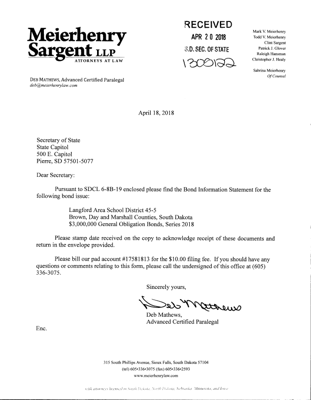 Meierhenry
Sargent LLP
ATTORNEYS AT LAW
DEB MATHEWS, Advanced Certified Paralegal
deb@meierhenrylaw.com
RECEIVED
APR 20 2018
S.D. SEC. OF STATE
1300122
Mark V. Meierhenry
Todd V. Meierhenry
Clint Sargent
Patrick J. Glover
Raleigh Hansman
Christopher J. Healy
Sabrina Meierhenry
Of Counsel
April 18, 2018
Secretary of State
State Capitol
500 E. Capitol
Pierre, SD 57501-5077
Dear Secretary:
Pursuant to SDCL 6-8B-19 enclosed please find the Bond Information Statement for the
following bond issue:
Langford Area School District 45-5
Brown, Day and Marshall Counties, South Dakota
$3,000,000 General Obligation Bonds, Series 2018
Please stamp date received on the copy to acknowledge receipt of these documents and
return in the envelope provided.
Please bill our pad account #17581813 for the $10.00 filing fee. If you should have any
questions or comments relating to this form, please call the undersigned of this office at (605)
336-3075.
Sincerely yours,
Deb Mathews
Deb Mathews,
Advanced Certified Paralegal
Enc.
315 South Phillips Avenue, Sioux Falls, South Dakota 57104
(tel) 605•336•3075 (fax) 605•336•2593
www.meierhenrylaw.com